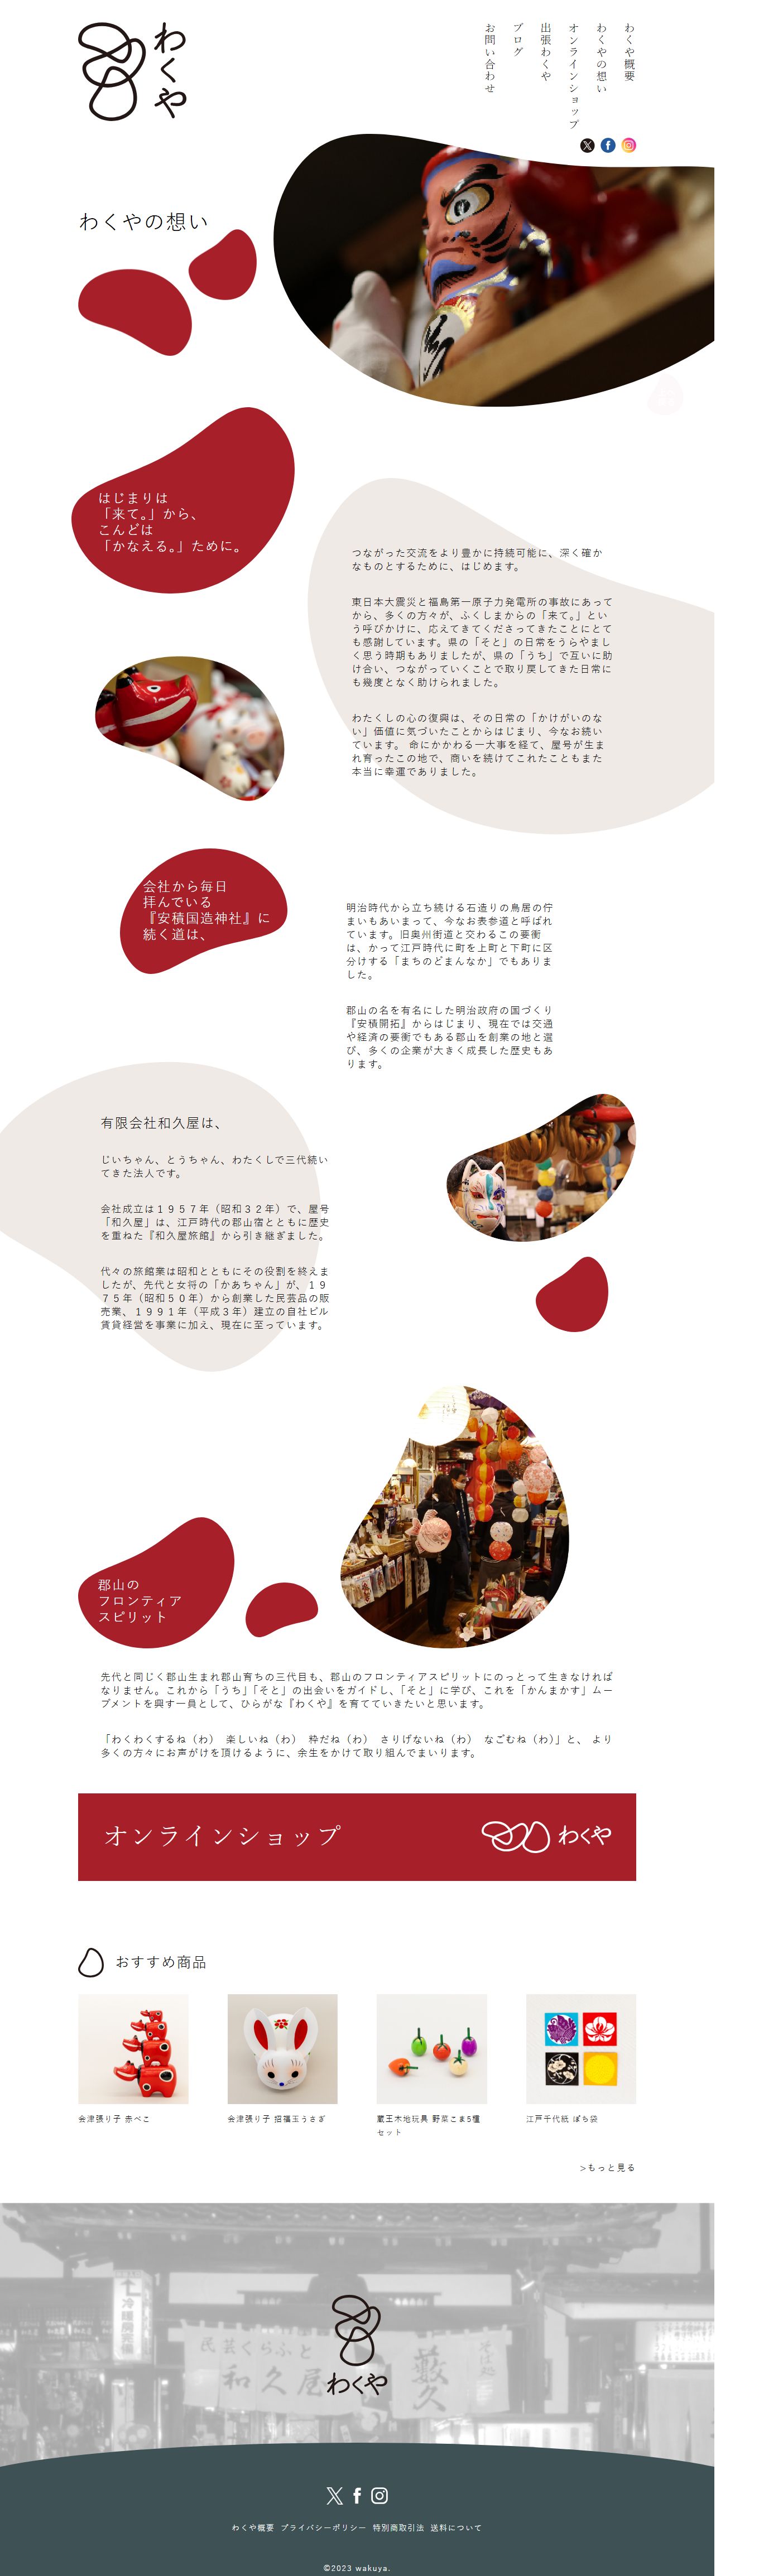 わくや
わくや概要
わくやの想い
オンラインショップ
出張わくや
ブログ
お問い合わせ
わくやの想い
はじまりは
「来て。」から、
こんどは
「かなえる。」ために。
つながった交流をより豊かに持続可能に、深く確か
なものとするために、はじめます。
東日本大震災と福島第一原子力発電所の事故にあって
から、多くの方々が、ふくしまからの「来て。」とい
う呼びかけに、応えてきてくださってきたことにとて
も感謝しています。県の「そと」の日常をうらやまし
く思う時期もありましたが、県の「うち」で互いに助
け合い、つながっていくことで取り戻してきた日常に
も幾度となく助けられました。
わたくしの心の復興は、その日常の「かけがいのな
い」価値に気づいたことからはじまり、今なお続い
ています。 命にかかわる一大事を経て、屋号が生ま
れ育ったこの地で、商いを続けてこれたこともまた
本当に幸運でありました。
会社から毎日
拝んでいる
『安積国造神社』に
続く道は、
明治時代から立ち続ける石造りの鳥居の佇
まいもあいまって、今なお表参道と呼ばれ
ています。旧奥州街道と交わるこの要衝
は、かって江戸時代に町を上町と下町に区
分けする「まちのどまんなか」でもありま
した。
郡山の名を有名にした明治政府の国づくり
『安積開拓』からはじまり、現在では交通
や経済の要衝でもある郡山を創業の地と選
び、多くの企業が大きく成長した歴史もあ
ります。
有限会社和久屋は、
じいちゃん、とうちゃん、わたくしで三代続い
てきた法人です。
会社成立は１９５７年（昭和３２年）で、屋号
「和久屋」は、江戸時代の郡山宿とともに歴史
を重ねた『和久屋旅館』から引き継ぎました。
代々の旅館業は昭和とともにその役割を終えま
したが、先代と女将の「かあちゃん」が、１９
７５年（昭和５０年）から創業した民芸品の販
売業、１９９１年（平成３年）建立の自社ビル
賃貸経営を事業に加え、現在に至っています。
郡山の
フロンティア
スピリット
先代と同じく郡山生まれ郡山育ちの三代目も、郡山のフロンティアスピリットにのっとって生きなければ
なりません。これから「うち」「そと」の出会いをガイドし、「そと」に学び、これを「かんまかす」ムー
ブメントを興す一員として、ひらがな『わくや』を育てていきたいと思います。
「わくわくするね（わ）　楽しいね（わ）　粋だね（わ）　さりげないね（わ）　なごむね（わ）」と、 より
多くの方々にお声がけを頂けるように、余生をかけて取り組んでまいります。
オンラインショップ
わくや
おすすめ商品
会津張り子 赤べこ
会津張り子 招福玉うさぎ
蔵王木地玩具 野菜こま5種
セット
江戸千代紙 ぽち袋
>もっと見る
民芸くらふと
和久屋
わくや
わくや概要 プライバシーポリシー 特別商取引法 送料について
©2023 wakuya.